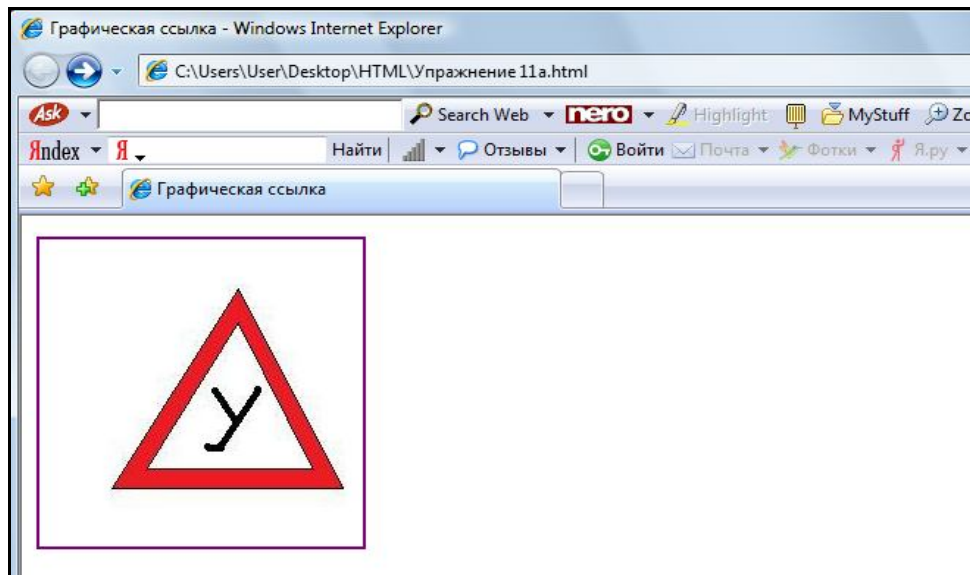 Графическая ссылка - Windows Internet Explorer
C:\Users\User\Desktop\HTML\Упражнение 11a.html
Ask Search Web nero Highlight MyStuff Zo
Яndex Я Найти Отзывы Войти Почта Фотки Я.ру
Графическая ссылка
У